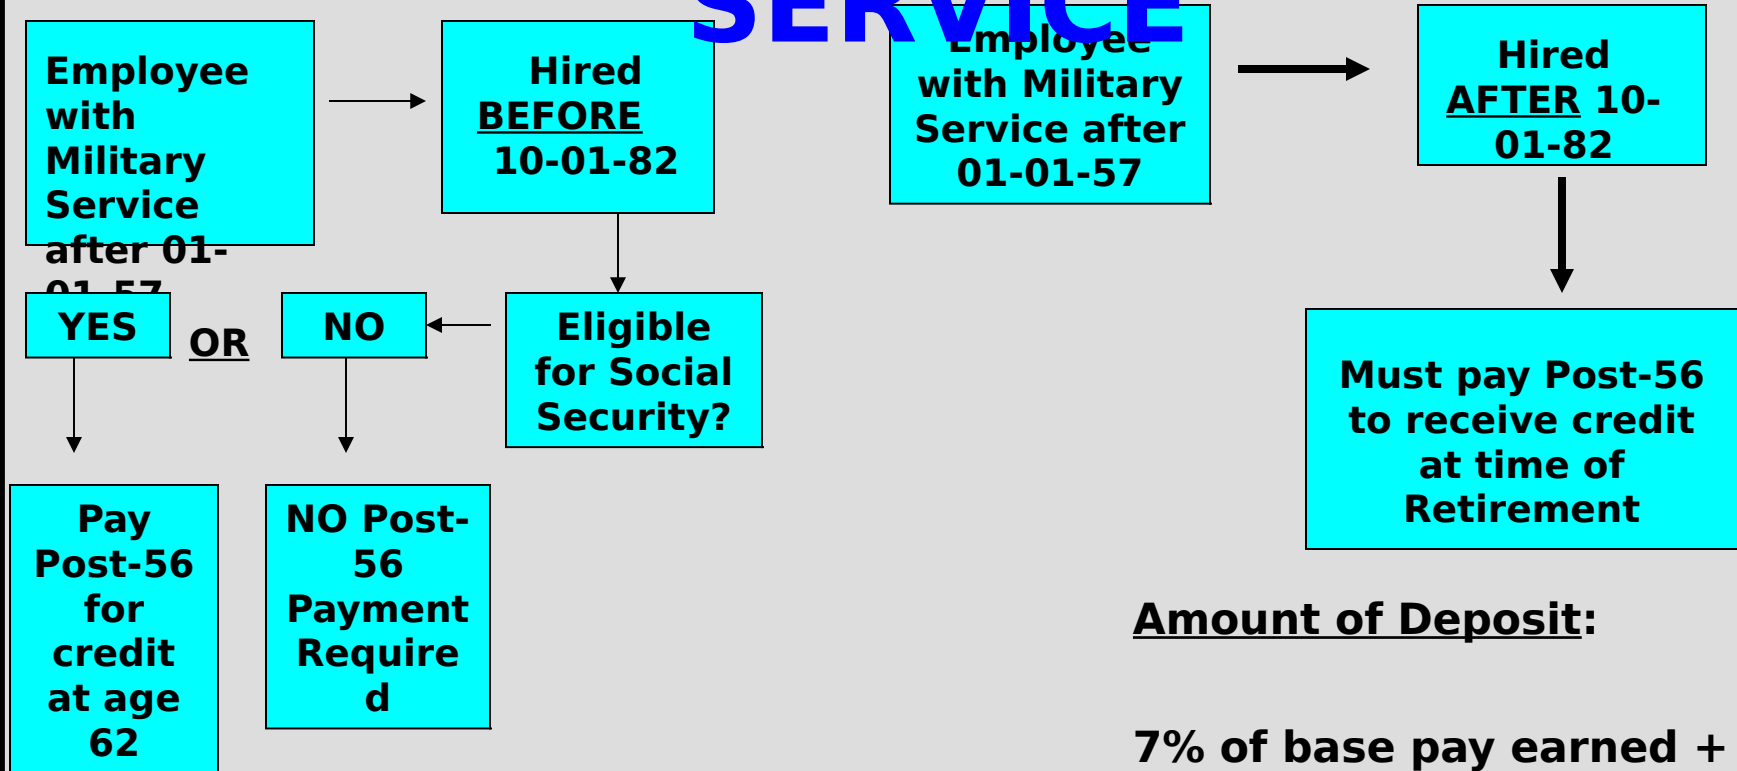 SERVICE
Employee
with
Military
Service
after 01-
01-57
Hired
BEFORE
10-01-82
Employee
with Military
Service after
01-01-57
Hired
AFTER 10-
01-82
YES
OR
NO
Eligible
for Social
Security?
Must pay Post-56
to receive credit
at time of
Retirement
Pay
Post-56
for
credit
at age
62
NO Post-
56
Payment
Require
d
Amount of Deposit:
7% of base pay earned +